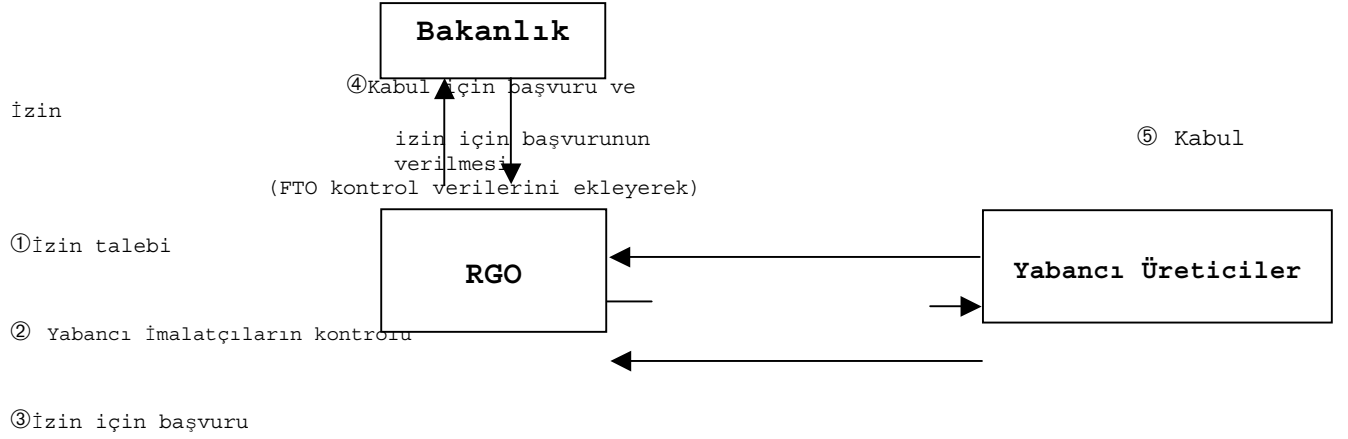 Bakanlık
④Kabul için başvuru ve
İzin
izin için başvurunun
⑤ Kabul
verilmesi
(FTO kontrol verilerini ekleyerek)
①İzin talebi
RGO
Yabancı Üreticiler
② Yabancı İmalatçıların kontrolu
③İzin için başvuru